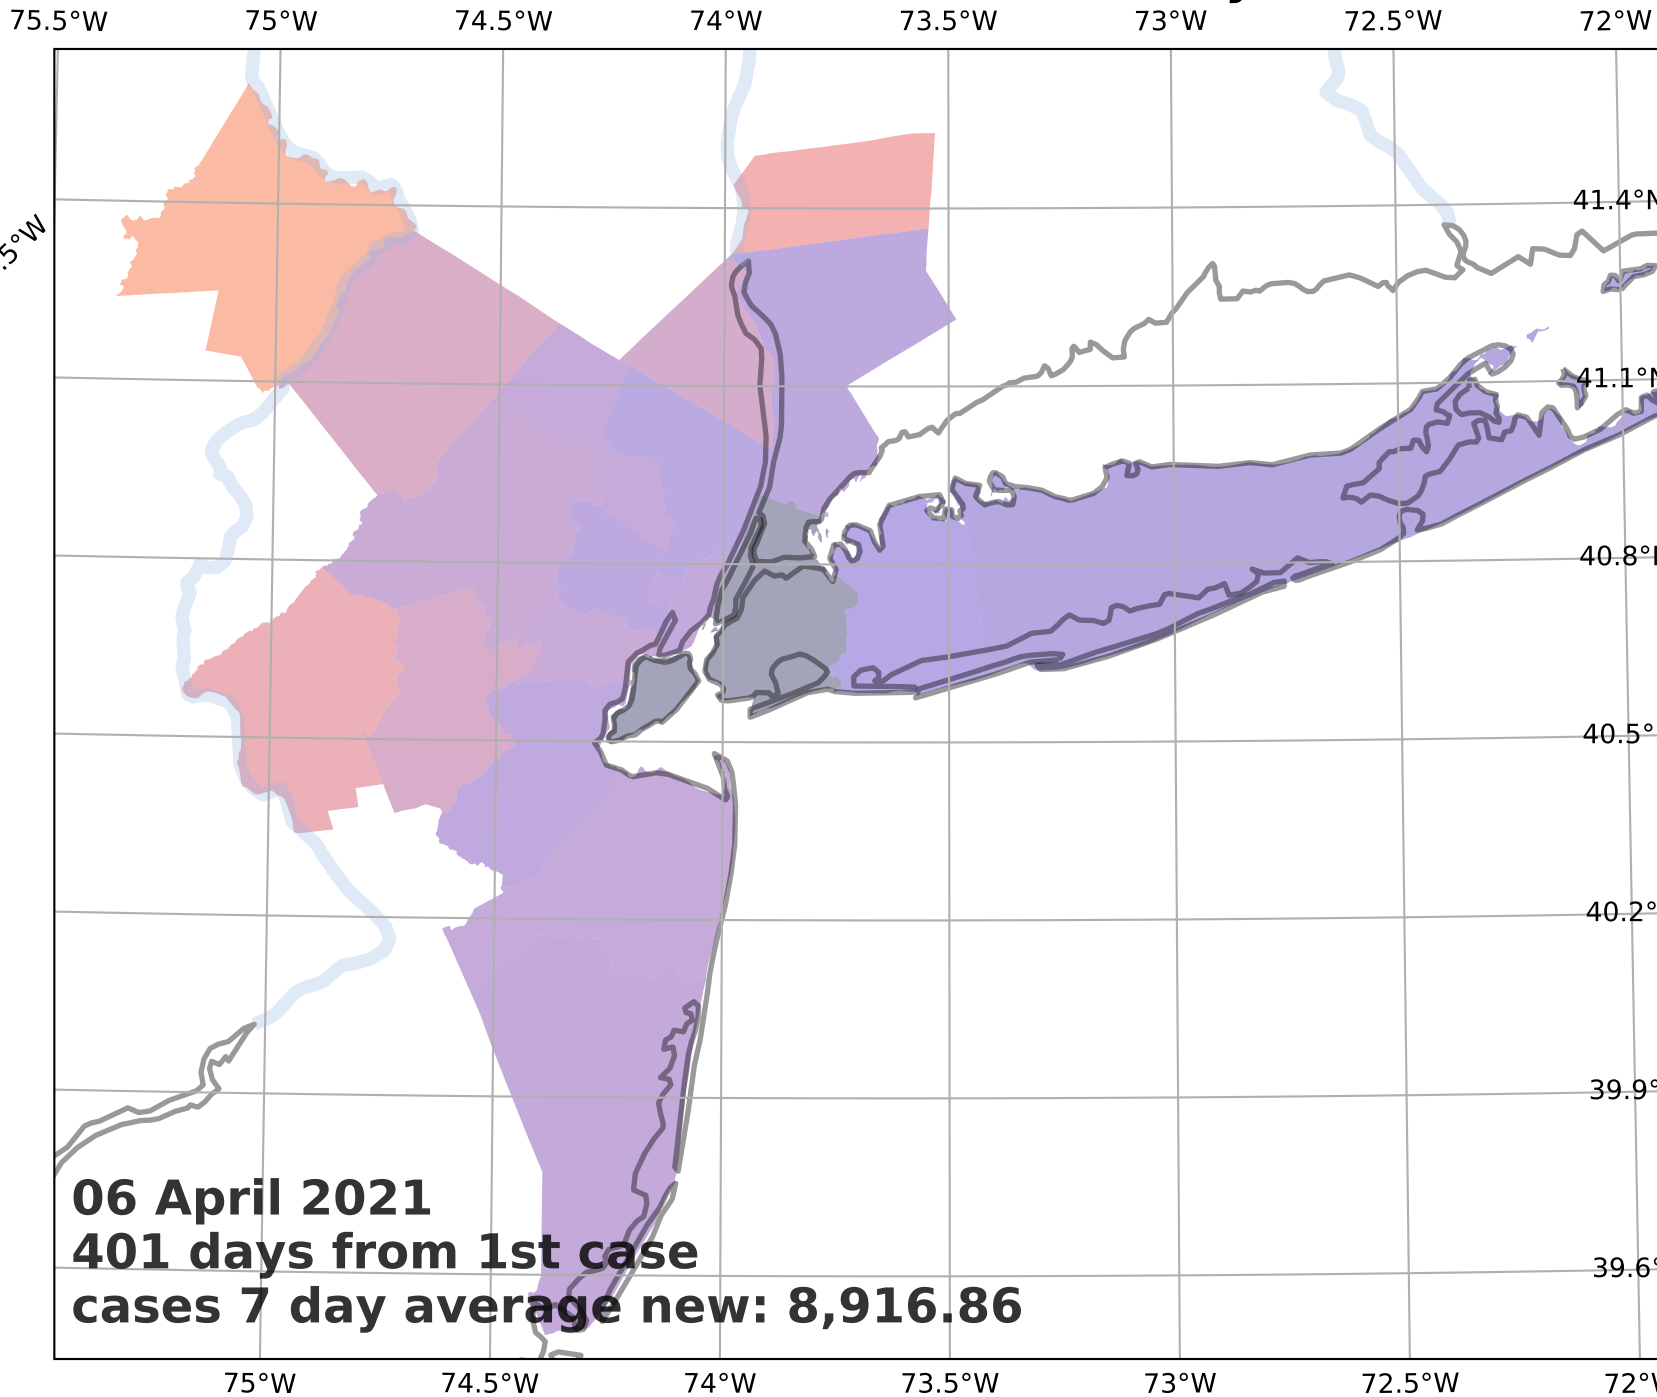 75.5°W 75°W 74.5°W 74°W 73.5°W 73°W 72.5°W 72°W
41.4°N
.5°W
41.1°N
40.8°N
40.5°
40.2°
39.9°
06 April 2021
401 days from 1st case
39.6°
cases 7 day average new: 8,916.86
75°W 74.5°W 74°W 73.5°W 73°W 72.5°W 72°W